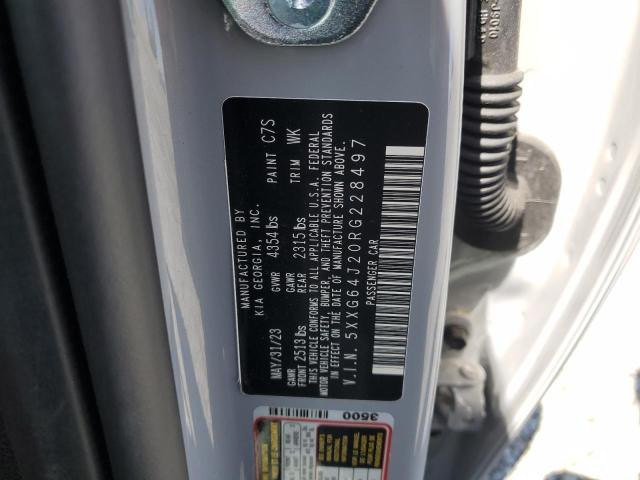 MANUFACTURED BY
KIA GEORGIA, INC.
MAY/31/23 GVWR 4354 lbs PAINT C7S
GAWR FRONT 2513 lbs GAWR REAR 2315 lbs TRIM WK
THIS VEHICLE CONFORMS TO ALL APPLICABLE U.S.A. FEDERAL
MOTOR VEHICLE SAFETY, BUMPER, AND THEFT PREVENTION STANDARDS
IN EFFECT ON THE DATE OF MANUFACTURE SHOWN ABOVE.
V.I.N. 5XXG64J20RG228497
PASSENGER CAR
3500